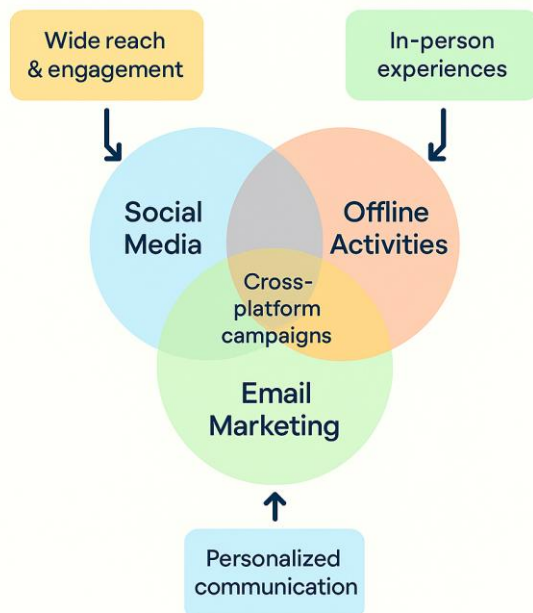 Wide reach
& engagement
In-person
experiences
Social
Media
Offline
Activities
Cross-
platform
campaigns
Email
Marketing
Personalized
communication